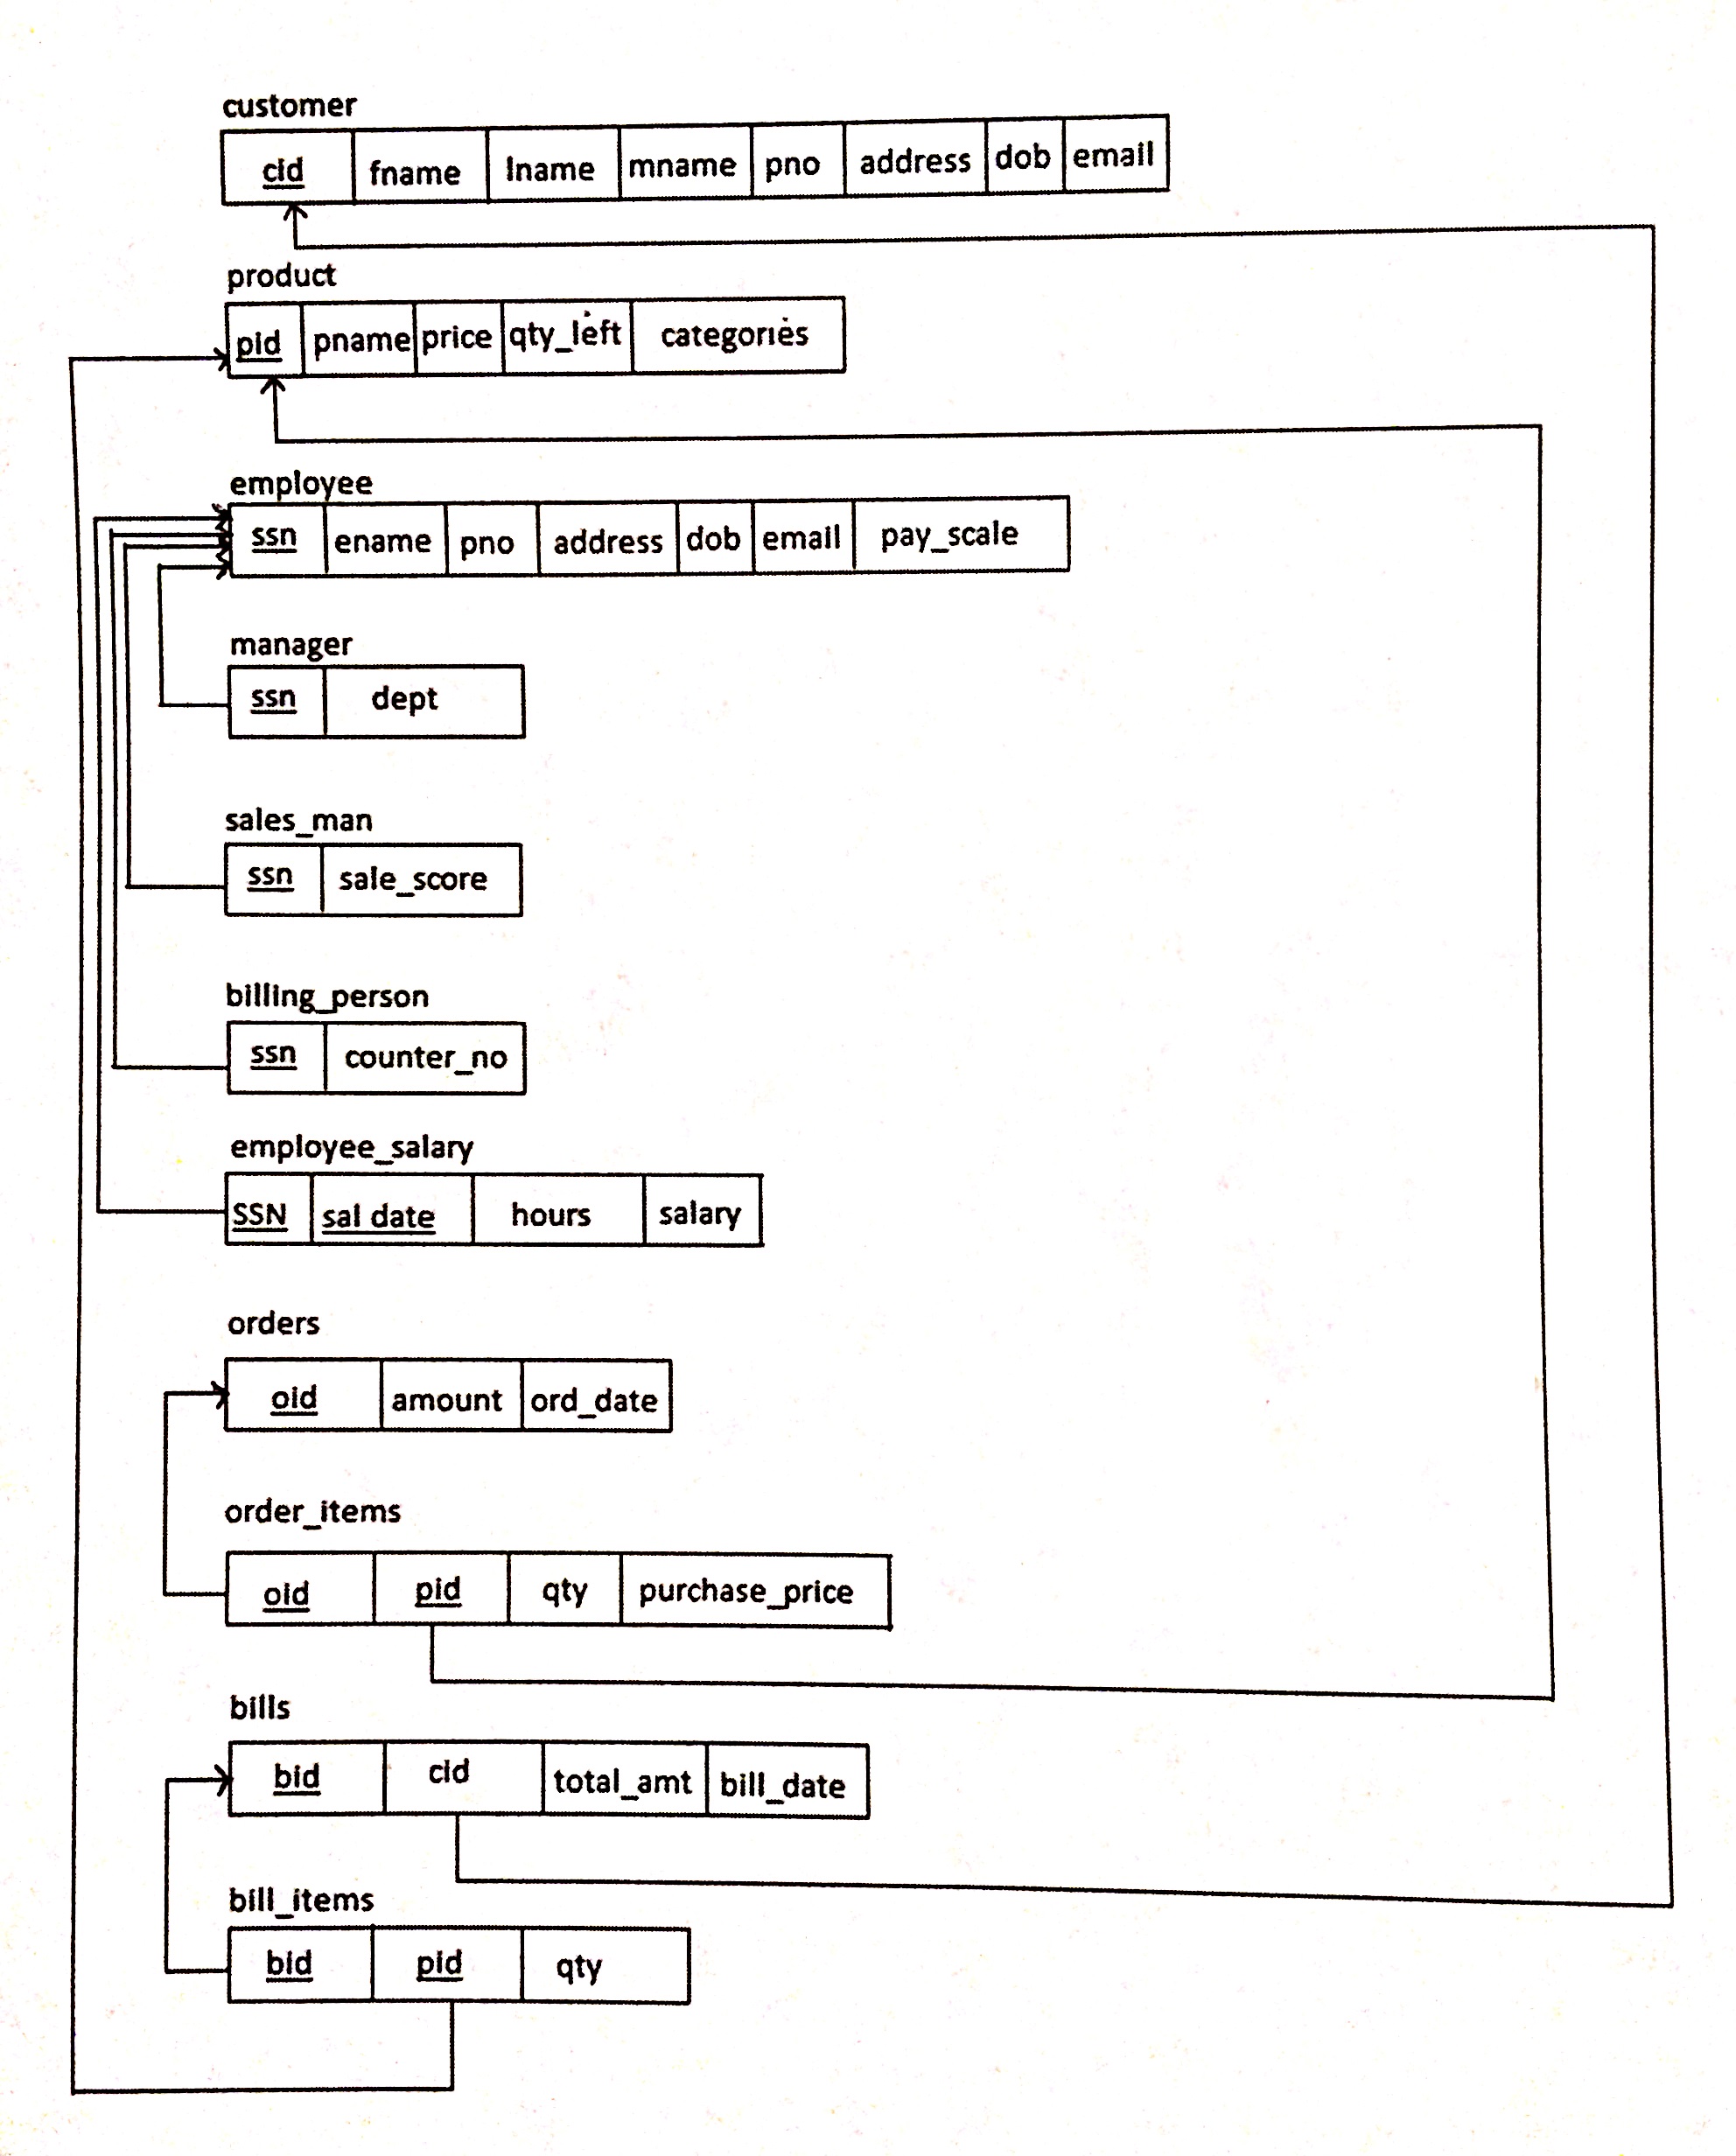 customer
cid fname lname mname pno address dob email
product
pid pname price qty_left categories
employee
ssn ename pno address dob email pay_scale
manager
ssn dept
sales_man
ssn sale_score
billing_person
ssn counter_no
employee_salary
SSN sal date hours salary
orders
oid amount ord_date
order_items
oid pid qty purchase_price
bills
bid cid total_amt bill_date
bill_items
bid pid qty